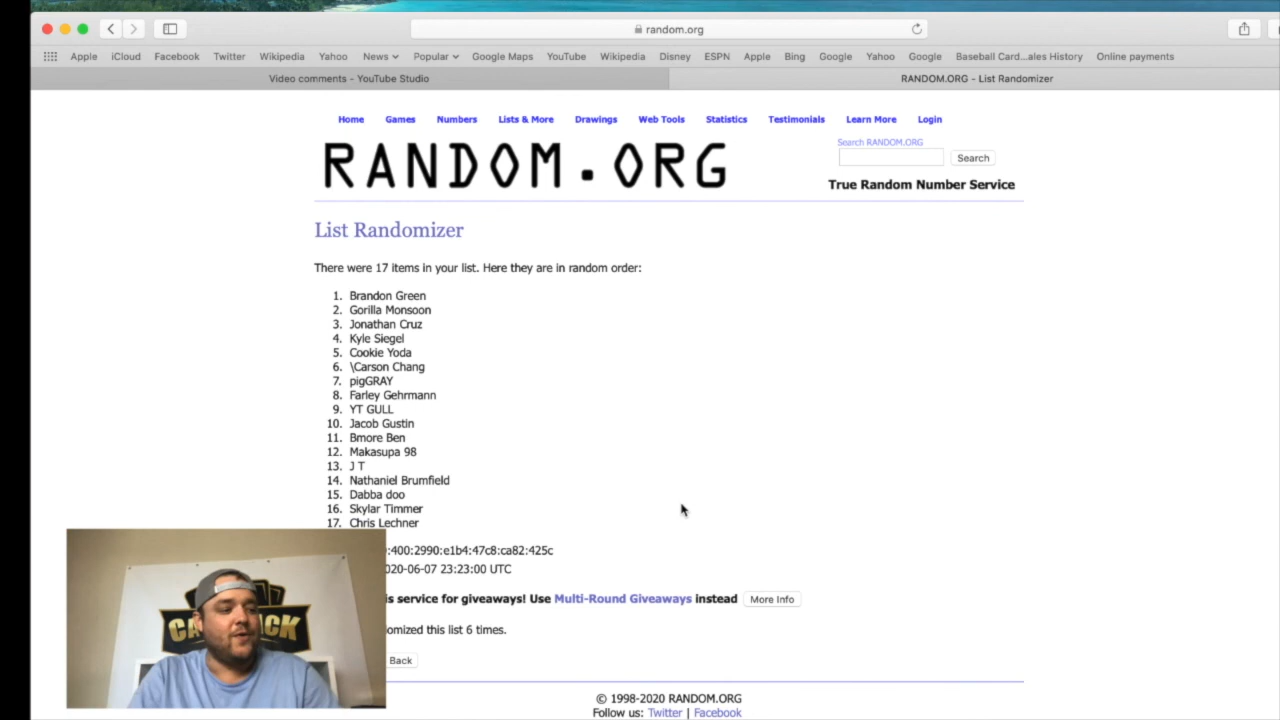 random.org
Apple iCloud Facebook Twitter Wikipedia Yahoo News Popular Google Maps YouTube Wikipedia Disney ESPN Apple Bing Google Yahoo Google Baseball Card...ales History Online payments
Video comments - YouTube Studio RANDOM.ORG - List Randomizer
Home Games Numbers Lists & More Drawings Web Tools Statistics Testimonials Learn More Login
Search RANDOM.ORG
RANDOM.ORG
Search
True Random Number Service
List Randomizer
There were 17 items in your list. Here they are in random order:
1. Brandon Green
2. Gorilla Monsoon
3. Jonathan Cruz
4. Kyle Siegel
5. Cookie Yoda
6. \Carson Chang
7. pigGRAY
8. Farley Gehrmann
9. YT GULL
10. Jacob Gustin
11. Bmore Ben
12. Makasupa 98
13. J T
14. Nathaniel Brumfield
15. Dabba doo
16. Skylar Timmer
17. Chris Lechner
:400:2990:e1b4:47c8:ca82:425c
020-06-07 23:23:00 UTC
is service for giveaways! Use Multi-Round Giveaways instead More Info
omized this list 6 times.
Back
CA CK
© 1998-2020 RANDOM.ORG
Follow us: Twitter | Facebook